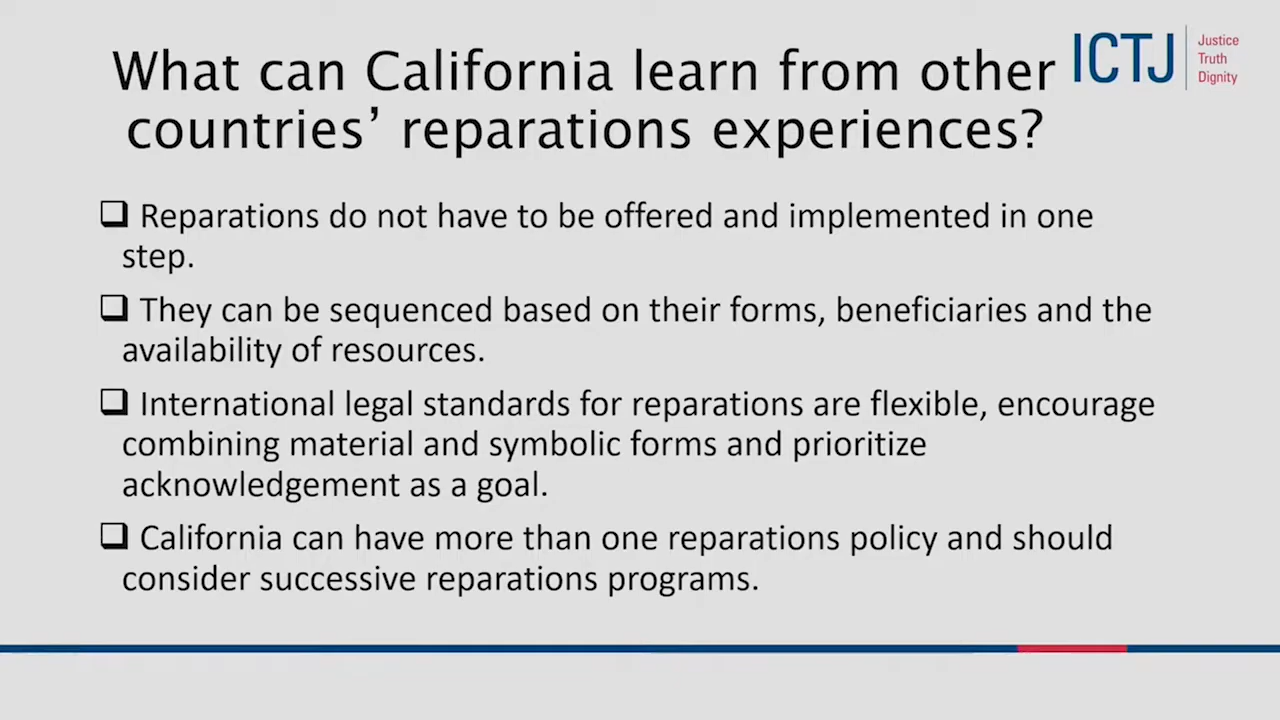 What can California learn from other
countries’ reparations experiences?
ICTJ
Justice
Truth
Dignity
❑ Reparations do not have to be offered and implemented in one
step.
❑ They can be sequenced based on their forms, beneficiaries and the
availability of resources.
❑ International legal standards for reparations are flexible, encourage
combining material and symbolic forms and prioritize
acknowledgement as a goal.
❑ California can have more than one reparations policy and should
consider successive reparations programs.